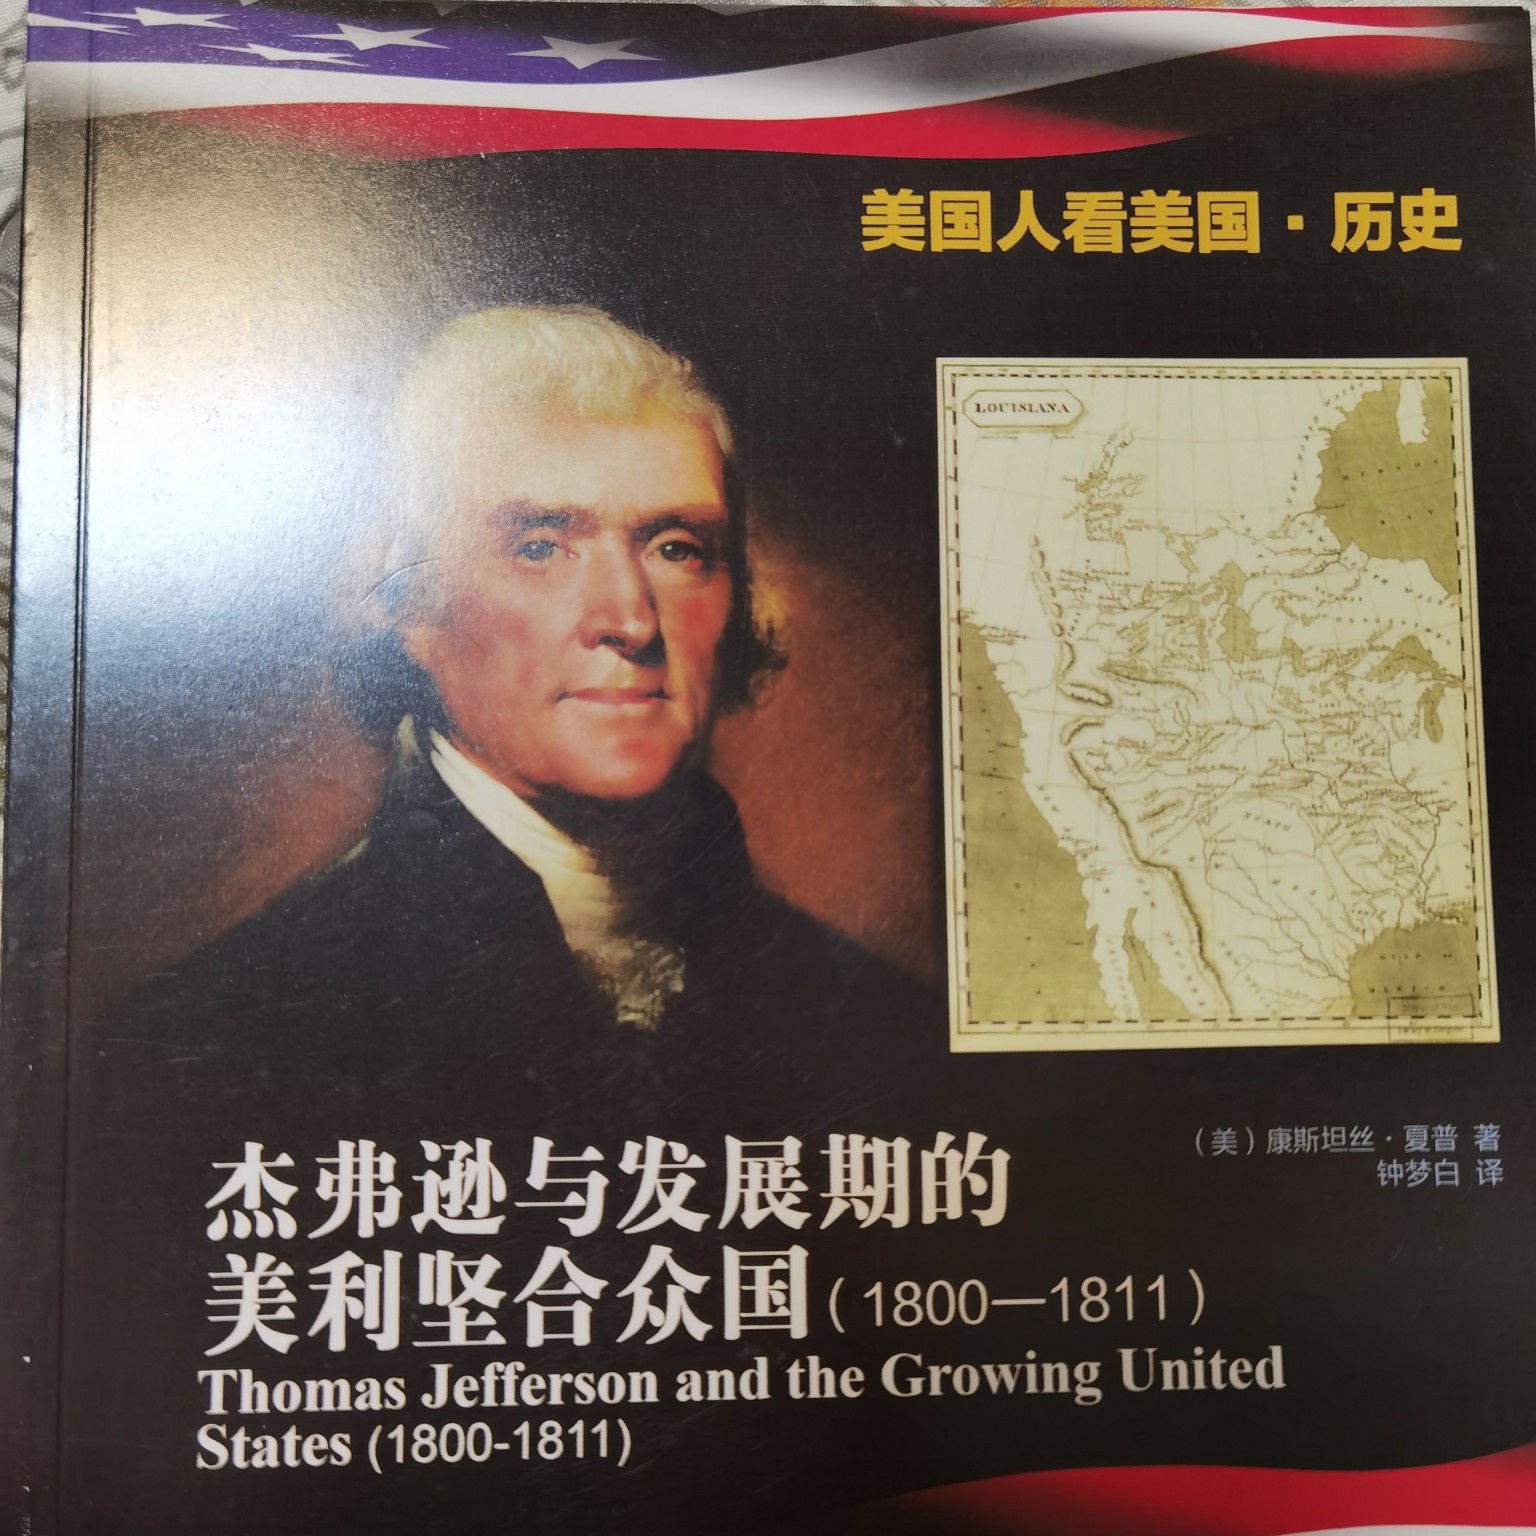 美国人看美国·历史
LOUISIANA
（美）康斯坦丝·夏普 著
钟梦白 译
杰弗逊与发展期的
美利坚合众国（1800—1811）
Thomas Jefferson and the Growing United
States (1800-1811)